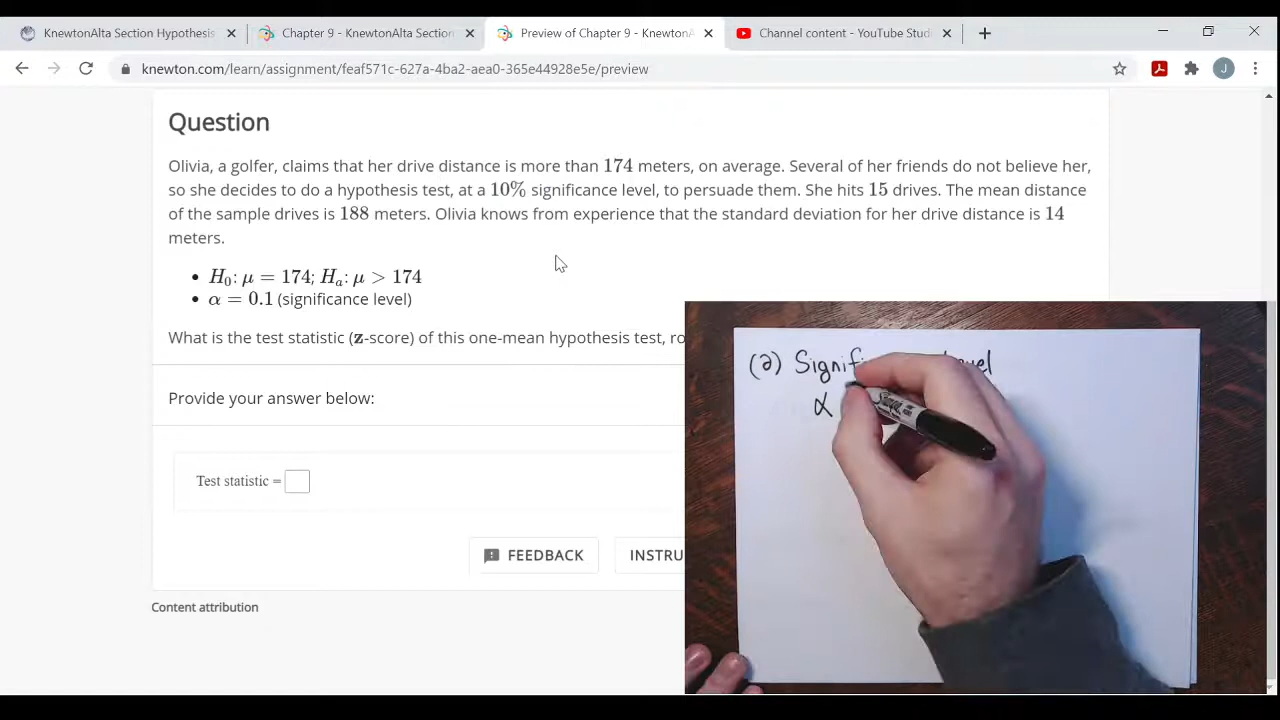 KnewtonAlta Section Hypothesis
Chapter 9 - KnewtonAlta Section
Preview of Chapter 9 - KnewtonA
Channel content - YouTube Studi
knewton.com/learn/assignment/feaf571c-627a-4ba2-aea0-365e44928e5e/preview
J
Question
Olivia, a golfer, claims that her drive distance is more than 174 meters, on average. Several of her friends do not believe her,
so she decides to do a hypothesis test, at a 10% significance level, to persuade them. She hits 15 drives. The mean distance
of the sample drives is 188 meters. Olivia knows from experience that the standard deviation for her drive distance is 14
meters.
• H₀: μ = 174; Hₐ: μ > 174
• α = 0.1 (significance level)
What is the test statistic (z-score) of this one-mean hypothesis test, ro
(a) Signif vel
α
Provide your answer below:
Test statistic =
FEEDBACK
INSTRU
Content attribution